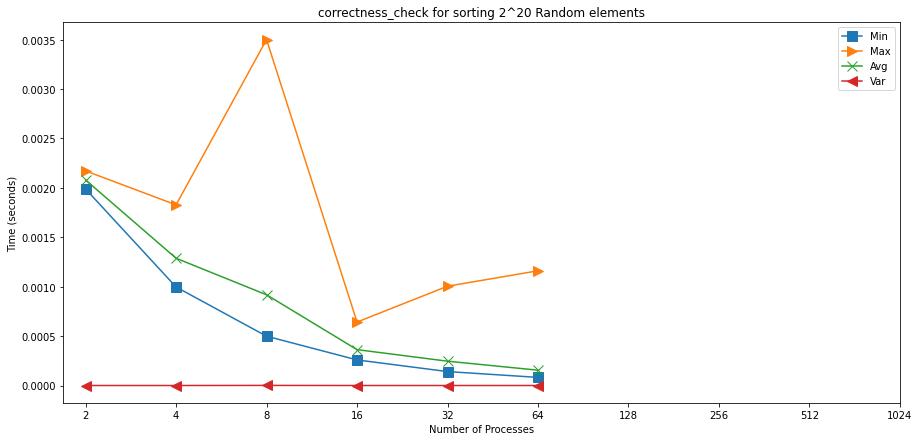 correctness_check for sorting 2^20 Random elements
Min
Max
Avg
Var
Time (seconds)
0.0035
0.0030
0.0025
0.0020
0.0015
0.0010
0.0005
0.0000
2 4 8 16 32 64 128 256 512 1024
Number of Processes